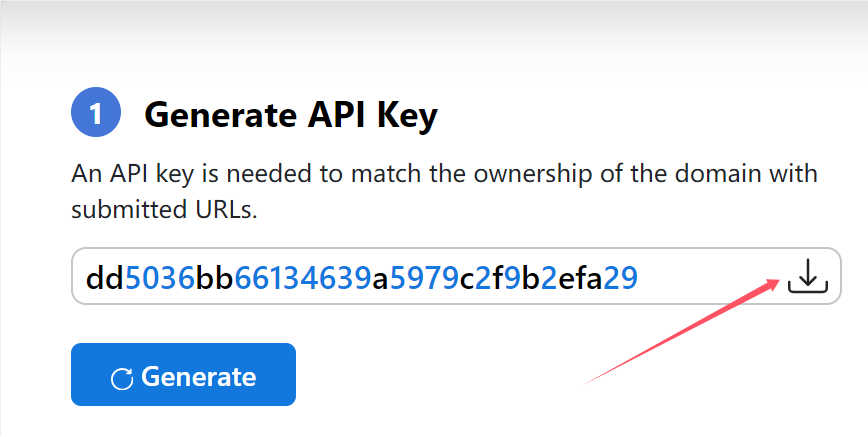 1 Generate API Key
An API key is needed to match the ownership of the domain with
submitted URLs.
dd5036bb66134639a5979c2f9b2efa29
Generate